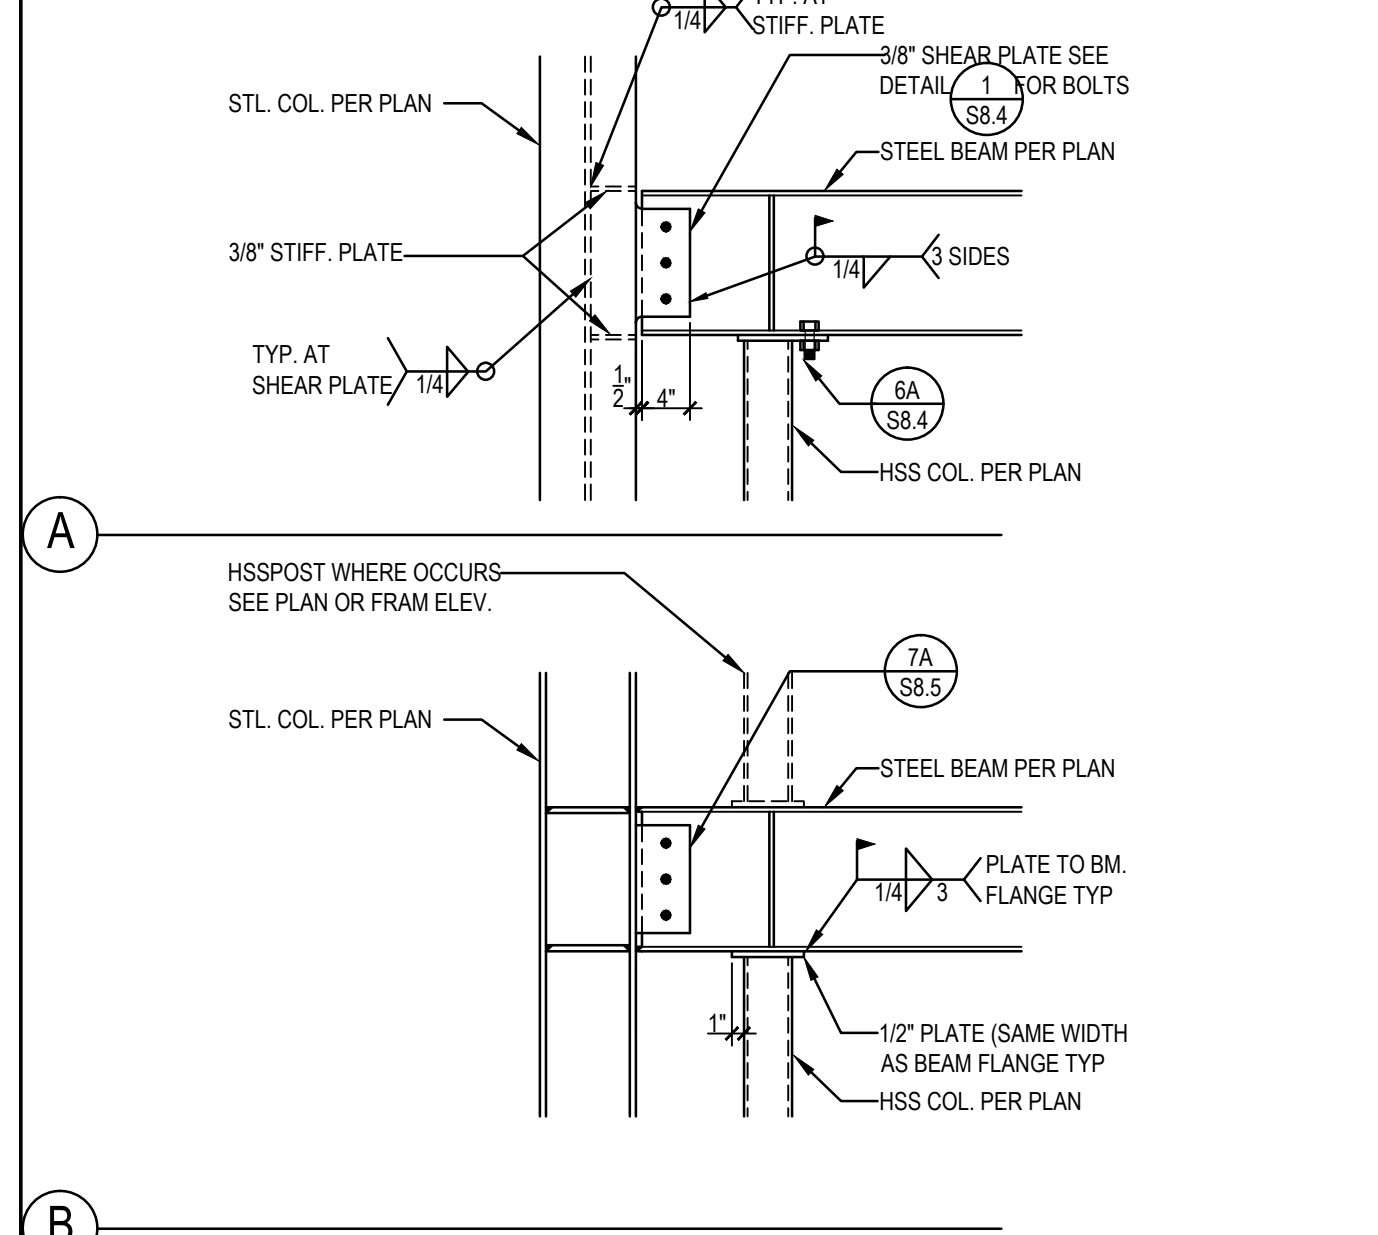 TYP. AT
1/4
STIFF. PLATE
3/8" SHEAR PLATE SEE
DETAIL 1 FOR BOLTS
S8.4
STL. COL. PER PLAN
STEEL BEAM PER PLAN
3/8" STIFF. PLATE
1/4
3 SIDES
TYP. AT
SHEAR PLATE
1/4
1/2"
4"
6A
S8.4
HSS COL. PER PLAN
A
HSSPOST WHERE OCCURS
SEE PLAN OR FRAM ELEV.
7A
S8.5
STL. COL. PER PLAN
STEEL BEAM PER PLAN
1/4
3
PLATE TO BM.
FLANGE TYP
1"
1/2" PLATE (SAME WIDTH
AS BEAM FLANGE TYP
HSS COL. PER PLAN
B